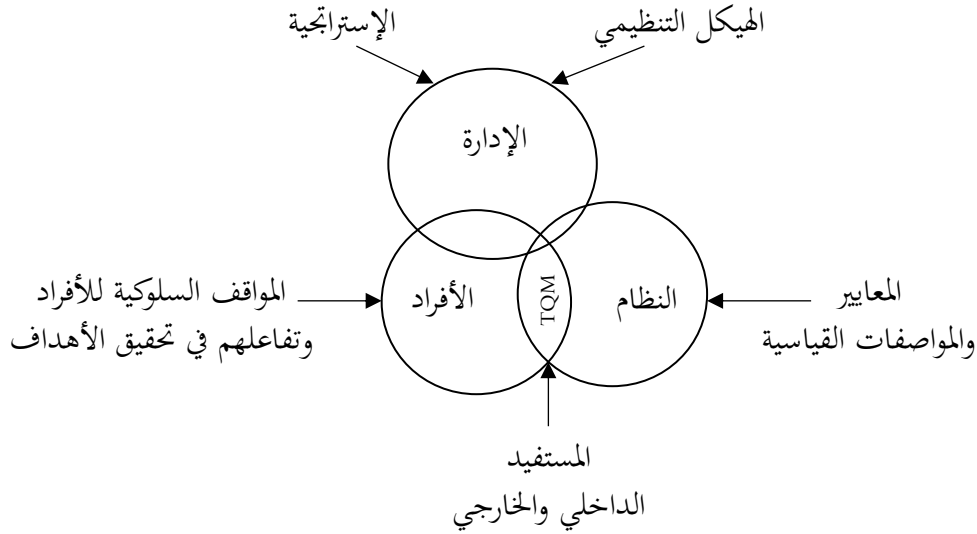 الهيكل التنظيمي
الإستراتجية
الإدارة
المعايير
والمواصفات القياسية
النظام
TQM
الأفراد
المواقف السلوكية للأفراد
وتفاعلهم في تحقيق الأهداف
المستفيد
الداخلي والخارجي